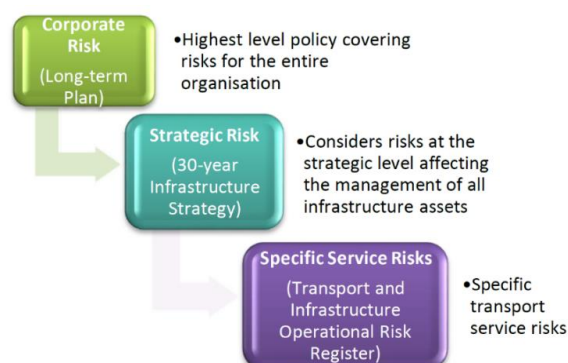 Corporate
Risk
(Long-term
Plan)
•Highest level policy covering
risks for the entire
organisation
Strategic Risk
(30-year
Infrastructure
Strategy)
•Considers risks at the
strategic level affecting
the management of all
infrastructure assets
Specific Service Risks
(Transport and
Infrastructure
Operational Risk
Register)
•Specific
transport
service risks